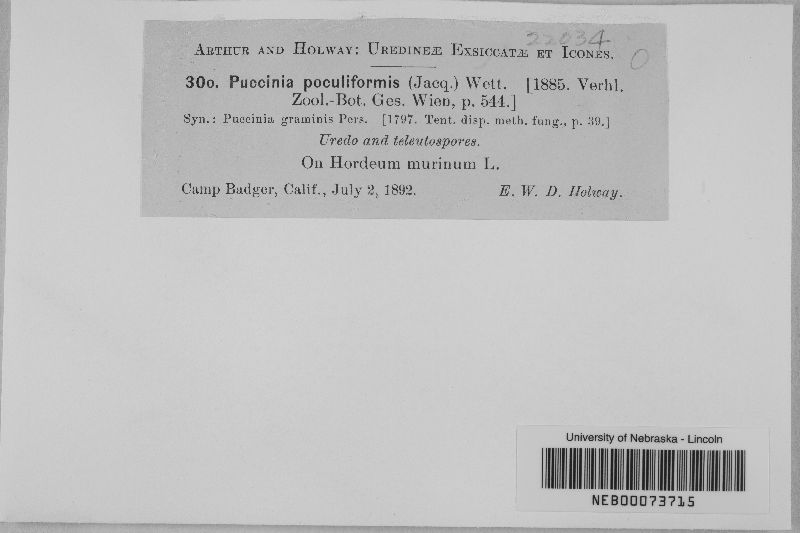 22034
O
ARTHUR AND HOLWAY: UREDINEÆ EXSICCATÆ ET ICONES.
30o. Puccinia poculiformis (Jacq.) Wett. [1885. Verhl.
Zool.-Bot. Ges. Wien, p. 544.]
Syn.: Puccinia graminis Pers. [1797. Tent. disp. meth. fung., p. 39.]
Uredo and teleutospores.
On Hordeum murinum L.
Camp Badger, Calif., July 2, 1892. E. W. D. Holway.
University of Nebraska - Lincoln
NEB00073715